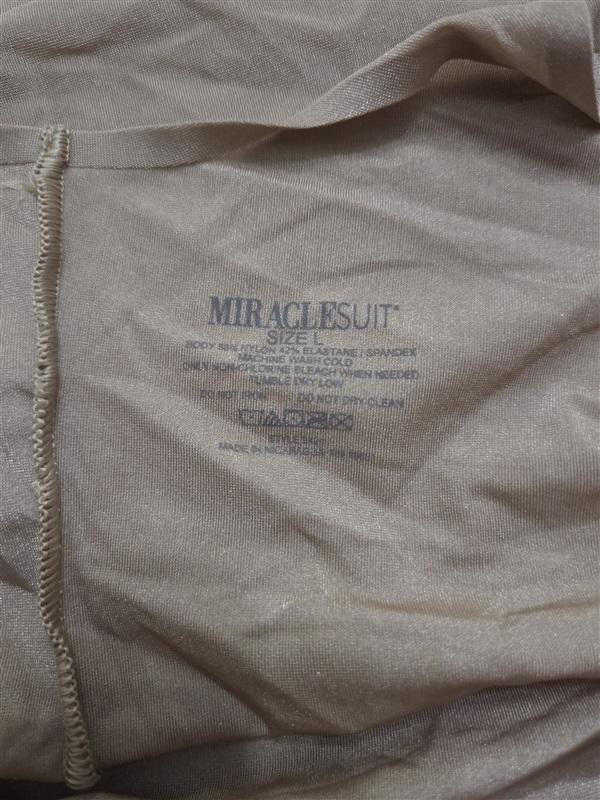 MIRACLESUIT®
SIZE L
BODY 58% NYLON 42% ELASTANE / SPANDEX
MACHINE WASH COLD
ONLY NON-CHLORINE BLEACH WHEN NEEDED
TUMBLE DRY LOW
DO NOT IRON DO NOT DRY CLEAN
STYLE
MADE IN NICARAGUA